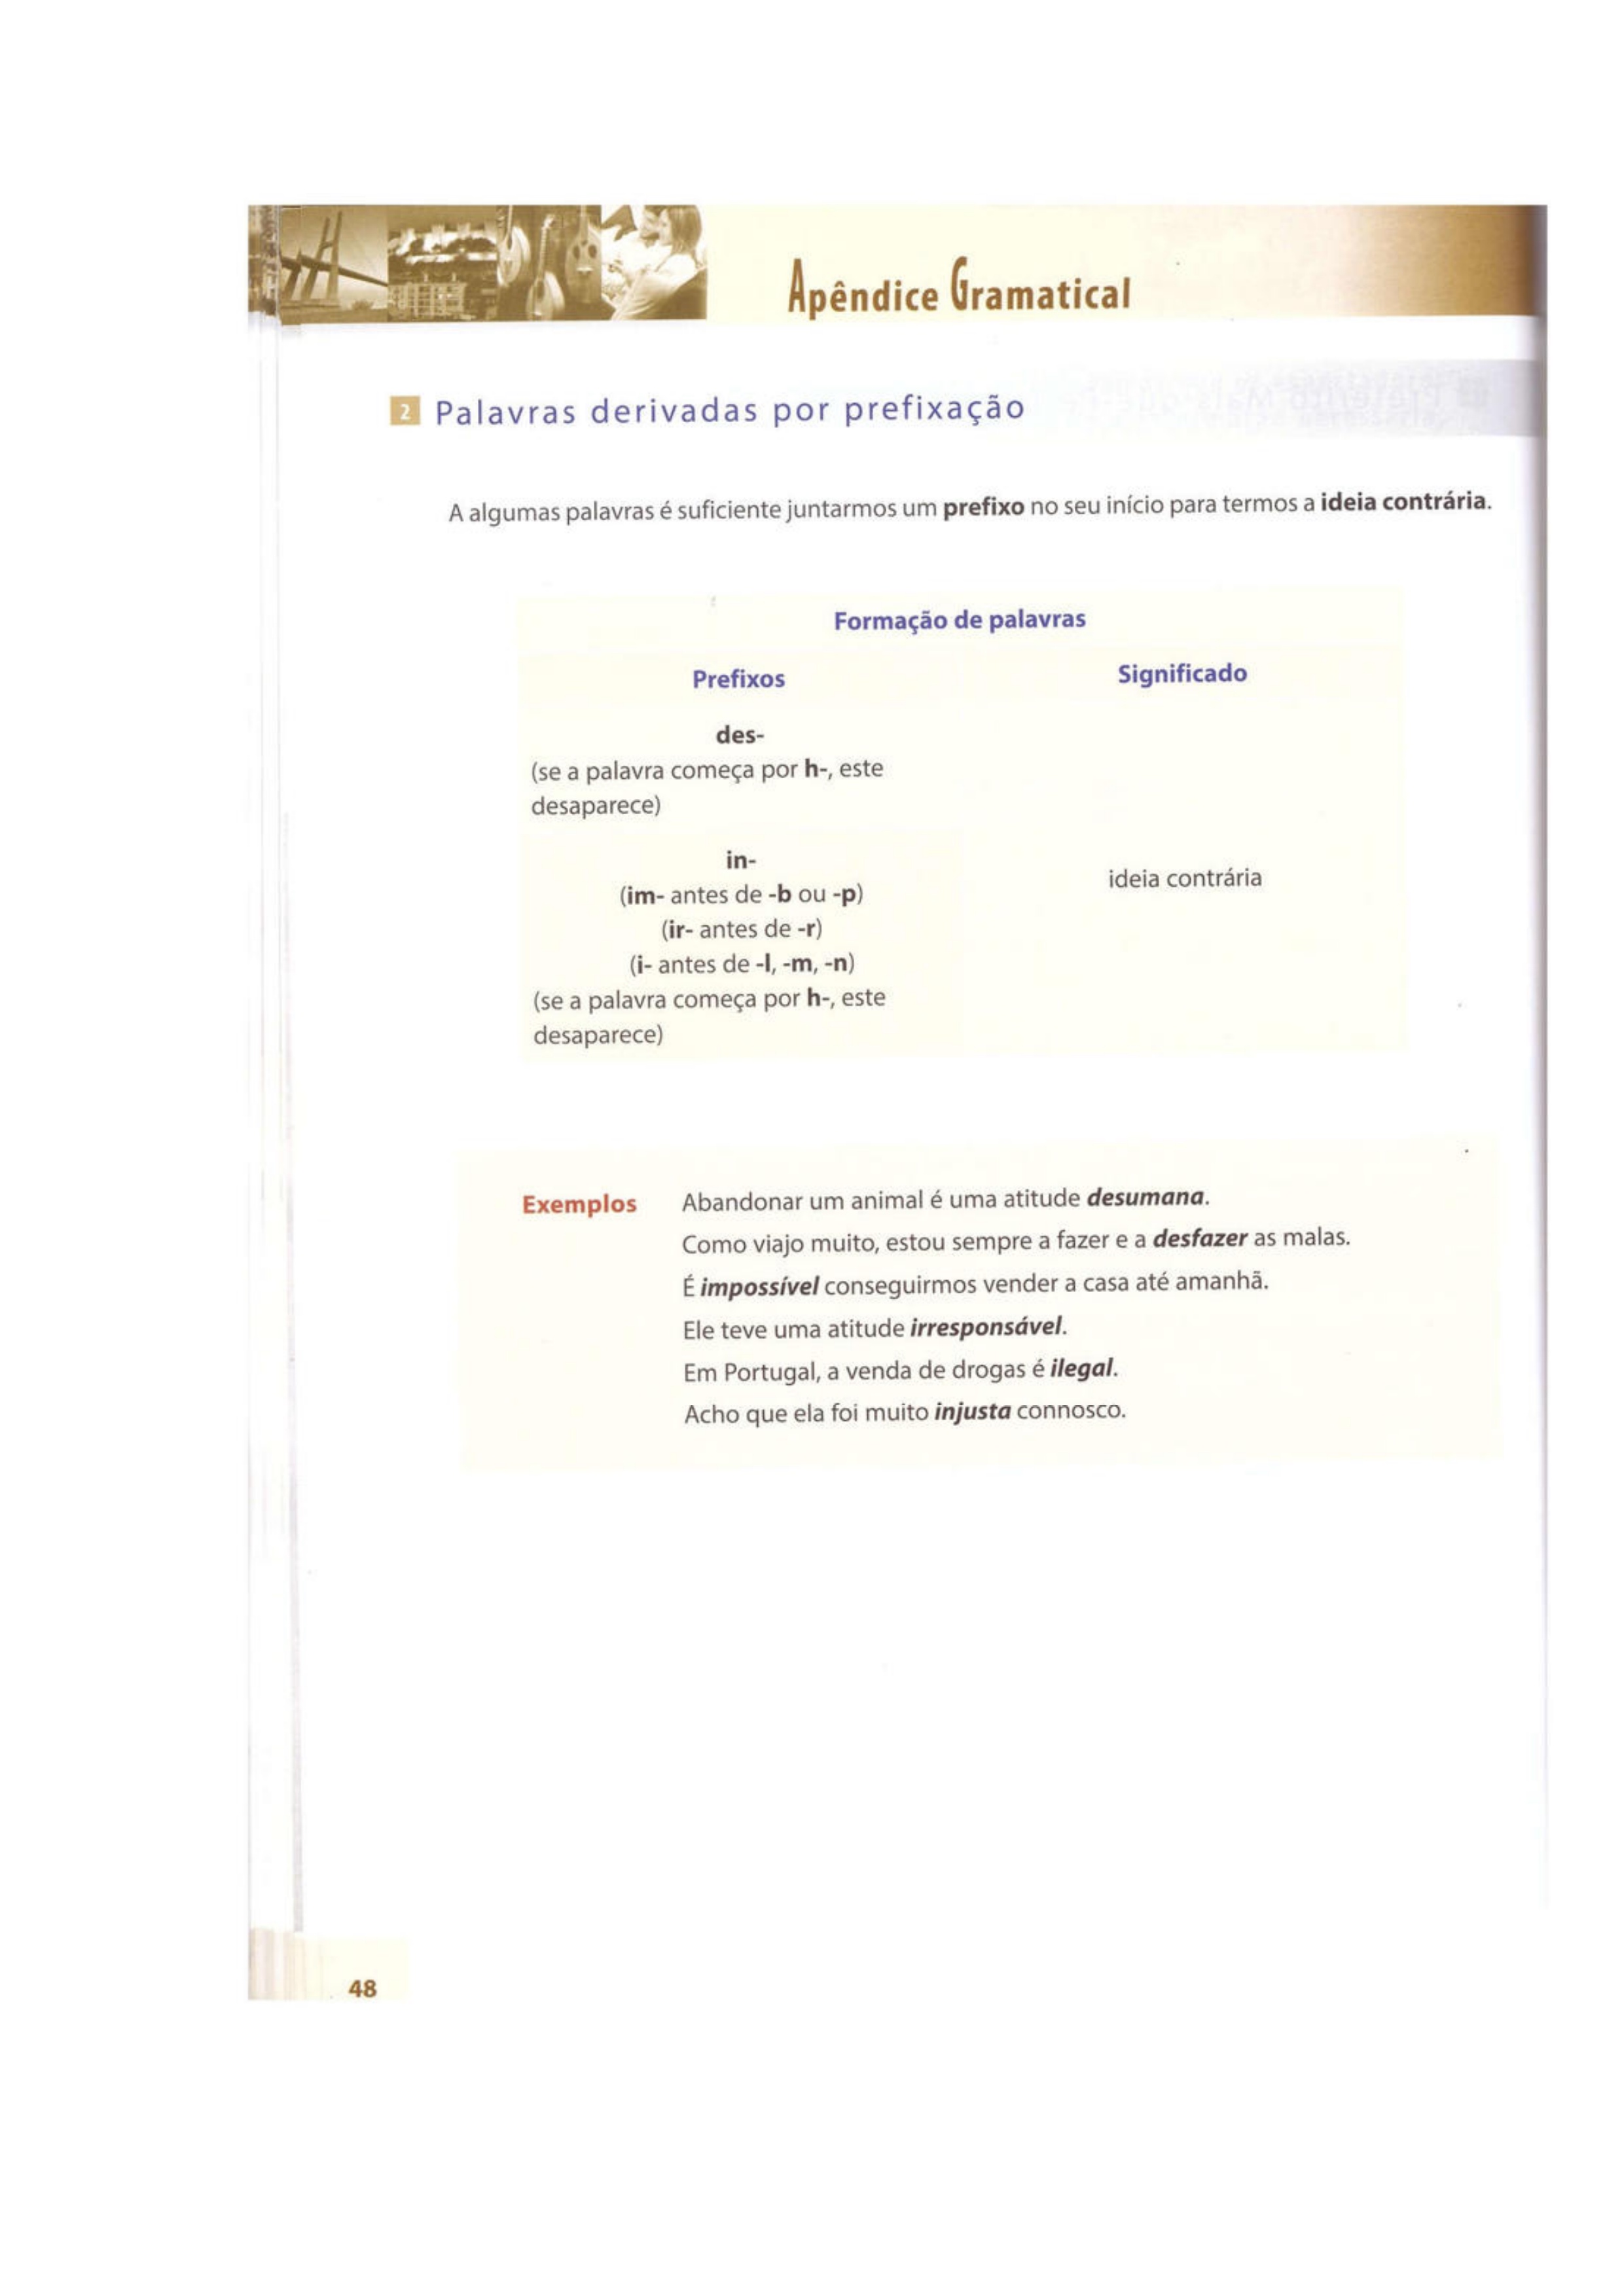 Apêndice Gramatical
2 Palavras derivadas por prefixação
A algumas palavras é suficiente juntarmos um prefixo no seu início para termos a ideia contrária.
Formação de palavras
Prefixos
Significado
des-
(se a palavra começa por h-, este
desaparece)
in-
(im- antes de -b ou -p)
(ir- antes de -r)
(i- antes de -l, -m, -n)
(se a palavra começa por h-, este
desaparece)
ideia contrária
Exemplos
Abandonar um animal é uma atitude desumana.
Como viajo muito, estou sempre a fazer e a desfazer as malas.
É impossível conseguirmos vender a casa até amanhã.
Ele teve uma atitude irresponsável.
Em Portugal, a venda de drogas é ilegal.
Acho que ela foi muito injusta connosco.
48